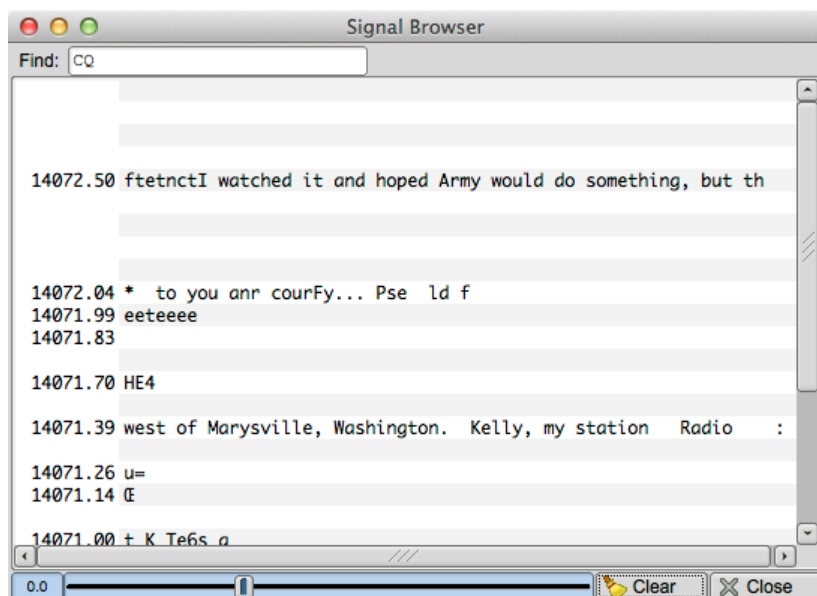 Signal Browser
Find: CQ
14072.50 ftetnctI watched it and hoped Army would do something, but th
14072.04 *  to you anr courFy... Pse  ld f
14071.99 eeteeee
14071.83
14071.70 HE4
14071.39 west of Marysville, Washington.  Kelly, my station   Radio   :
14071.26 u=
14071.14 Œ
14071.00 t K Te6s a
0.0 Clear Close